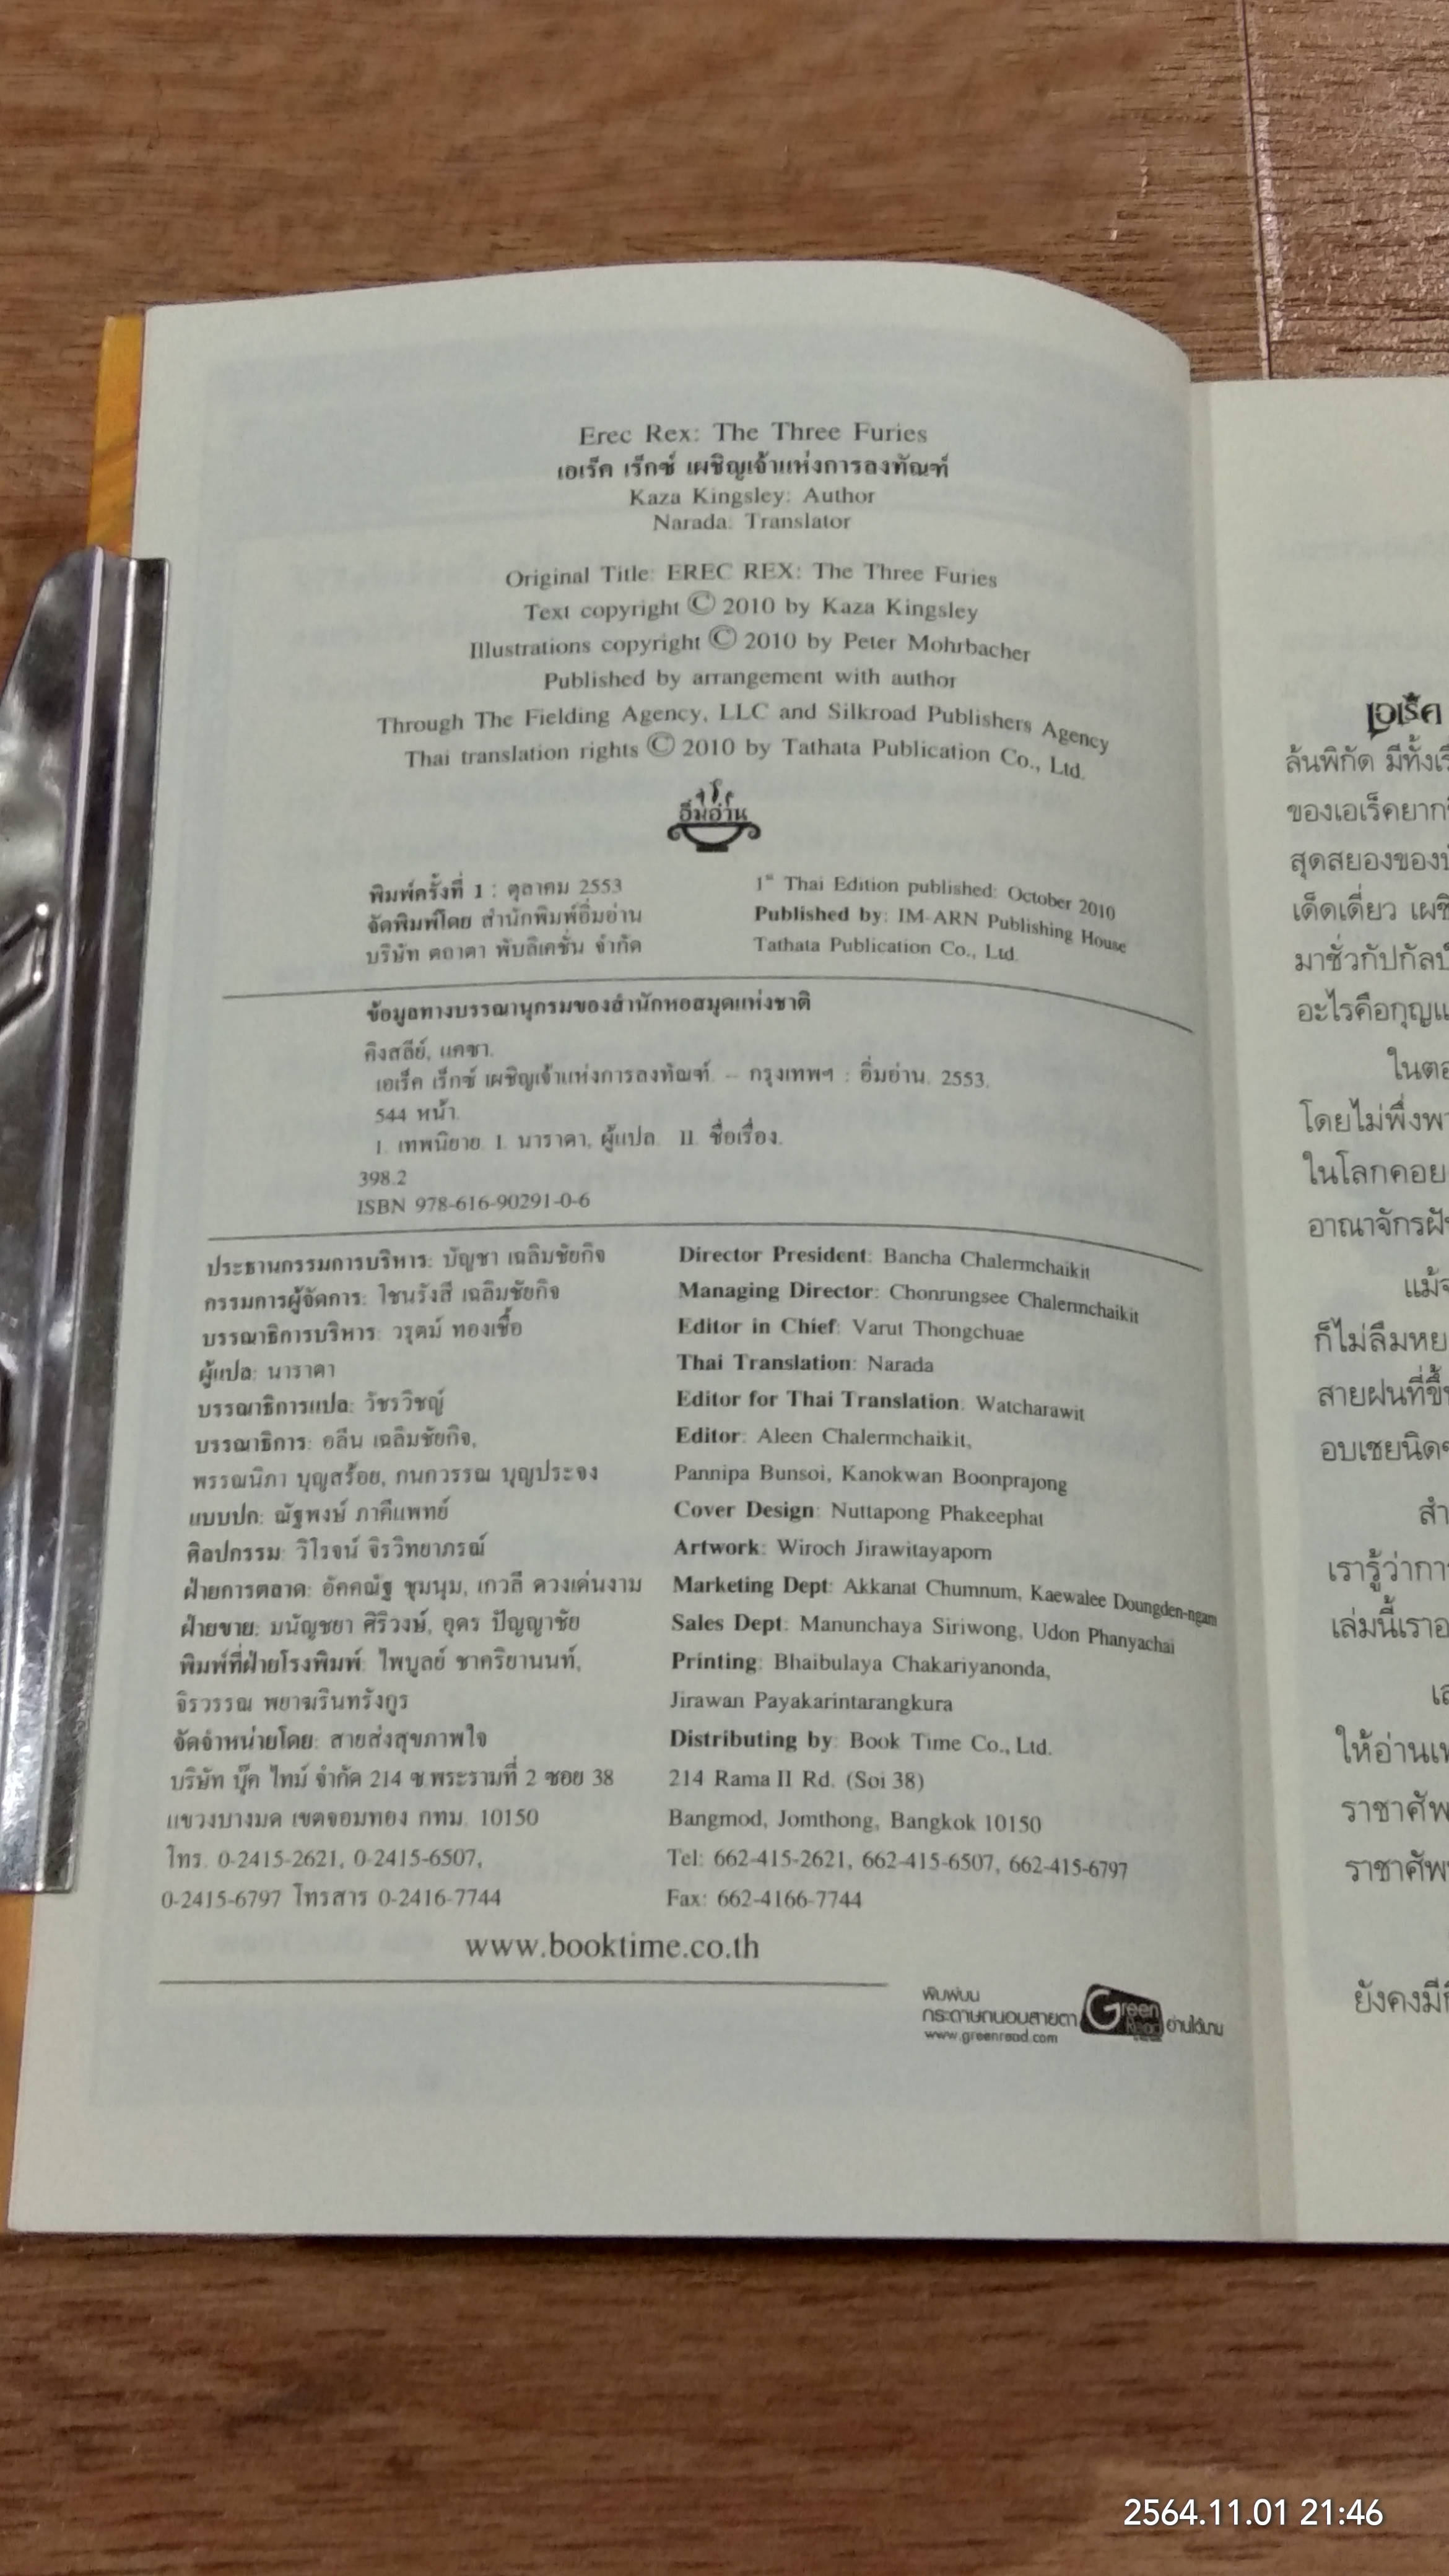 Erec Rex: The Three Furies
เอเร็ค เร็กซ์ เผชิญเจ้าแห่งการลงทัณฑ์
Kaza Kingsley: Author
Narada: Translator
Original Title: EREC REX: The Three Furies
Text copyright © 2010 by Kaza Kingsley
Illustrations copyright © 2010 by Peter Mohrbacher
Published by arrangement with author
Through The Fielding Agency, LLC and Silkroad Publishers Agency
Thai translation rights © 2010 by Tathata Publication Co., Ltd.
อิ่มอ่าน
พิมพ์ครั้งที่ 1 : ตุลาคม 2553
จัดพิมพ์โดย สำนักพิมพ์อิ่มอ่าน
บริษัท ตถาตา พับลิเคชั่น จำกัด
1st Thai Edition published: October 2010
Published by: IM-ARN Publishing House
Tathata Publication Co., Ltd.
ข้อมูลทางบรรณานุกรมของสำนักหอสมุดแห่งชาติ
คิงสลีย์, แคซา.
เอเร็ค เร็กซ์ เผชิญเจ้าแห่งการลงทัณฑ์. -- กรุงเทพฯ : อิ่มอ่าน, 2553.
544 หน้า.
1. เทพนิยาย. I. นาราดา, ผู้แปล. II. ชื่อเรื่อง.
398.2
ISBN 978-616-90291-0-6
ประธานกรรมการบริหาร: บัญชา เฉลิมชัยกิจ
กรรมการผู้จัดการ: โชนรังสี เฉลิมชัยกิจ
บรรณาธิการบริหาร: วรุตม์ ทองเชื้อ
ผู้แปล: นาราดา
บรรณาธิการแปล: วัชรวิชญ์
บรรณาธิการ: อลีน เฉลิมชัยกิจ,
พรรณนิภา บุญสร้อย, กนกวรรณ บุญประจง
แบบปก: ณัฐพงษ์ ภาคีแพทย์
ศิลปกรรม: วิโรจน์ จิรวิทยาภรณ์
ฝ่ายการตลาด: อัคคณัฐ ชุมนุม, เกวลี ดวงเด่นงาม
ฝ่ายขาย: มนัญชยา ศิริวงษ์, อุดร ปัญญาชัย
พิมพ์ที่ฝ่ายโรงพิมพ์: ไพบูลย์ ชาคริยานนท์,
จิรวรรณ พยาฆรินทรังกูร
จัดจำหน่ายโดย: สายส่งสุขภาพใจ
บริษัท บุ๊ค ไทม์ จำกัด 214 ซ.พระรามที่ 2 ซอย 38
แขวงบางมด เขตจอมทอง กทม. 10150
โทร. 0-2415-2621, 0-2415-6507,
0-2415-6797 โทรสาร 0-2416-7744
Director President: Bancha Chalermchaikit
Managing Director: Chonrungsee Chalermchaikit
Editor in Chief: Varut Thongchuae
Thai Translation: Narada
Editor for Thai Translation: Watcharawit
Editor: Aleen Chalermchaikit,
Pannipa Bunsoi, Kanokwan Boonprajong
Cover Design: Nuttapong Phakeephat
Artwork: Wiroch Jirawitayaporn
Marketing Dept: Akkanat Chumnum, Kaewalee Doungden-ngam
Sales Dept: Manunchaya Siriwong, Udon Phanyachai
Printing: Bhaibulaya Chakariyanonda,
Jirawan Payakarintarangkura
Distributing by: Book Time Co., Ltd.
214 Rama II Rd. (Soi 38)
Bangmod, Jomthong, Bangkok 10150
Tel: 662-415-2621, 662-415-6507, 662-415-6797
Fax: 662-4166-7744
www.booktime.co.th
พิมพ์บน
กระดาษถนอมสายตา
www.greenread.com
Green Read
อ่านได้นาน
เอเร็ค
ล้นพิกัด มีทั้ง
ของเอเร็คยาก
สุดสยองของ
เด็ดเดี่ยว
มาชั่วกัปกัลป์
อะไรคือกุญแ
โดยไม่พึ่งพ
ในโลกคอย
อาณาจักร
แม้
ก็ไม่ลืม
สายฝนที่
อบเชย
เรารู้ว่า
เล่มนี้เรา
ให้อ่าน
ราชาศัพ
ราชาศัพ
ยังคงมี
2564.11.01 21:46